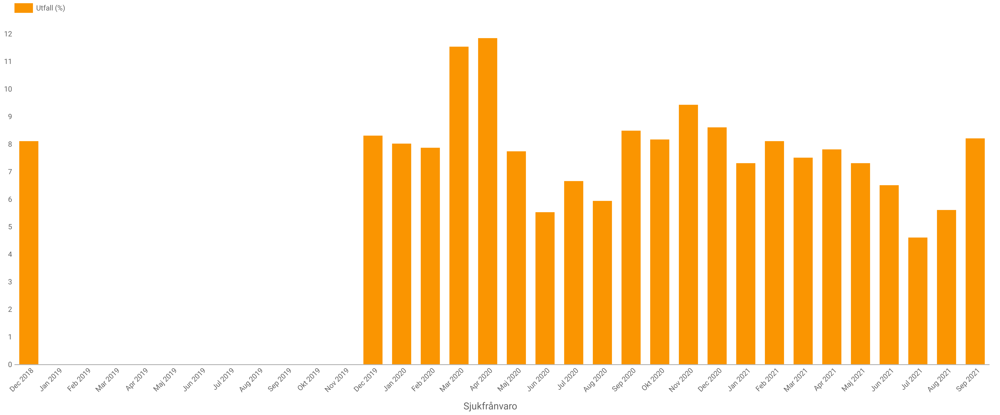 Utfall (%)
12
11
10
9
8
7
6
5
4
3
2
1
0
Dec 2018
Jan 2019
Feb 2019
Mar 2019
Apr 2019
Maj 2019
Jun 2019
Jul 2019
Aug 2019
Sep 2019
Okt 2019
Nov 2019
Dec 2019
Jan 2020
Feb 2020
Mar 2020
Apr 2020
Maj 2020
Jun 2020
Jul 2020
Aug 2020
Sep 2020
Okt 2020
Nov 2020
Dec 2020
Jan 2021
Feb 2021
Mar 2021
Apr 2021
Maj 2021
Jun 2021
Jul 2021
Aug 2021
Sep 2021
Sjukfrånvaro